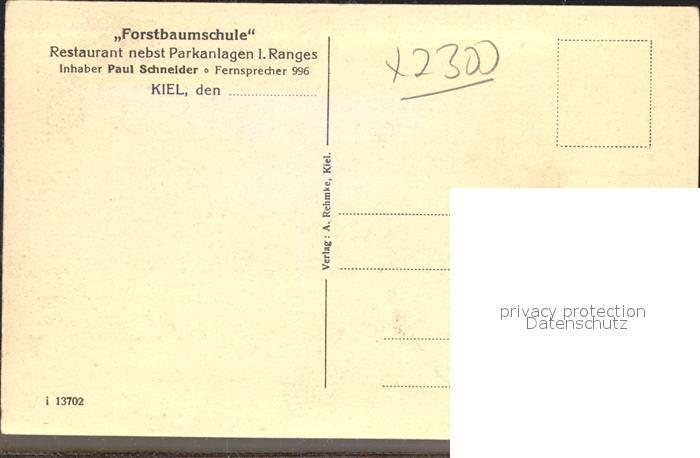 „Forstbaumschule“
Restaurant nebst Parkanlagen I. Ranges
Inhaber Paul Schneider ∘ Fernsprecher 996
KIEL, den
x2300
Verlag: A. Rehmke, Kiel.
privacy protection
Datenschutz
i 13702